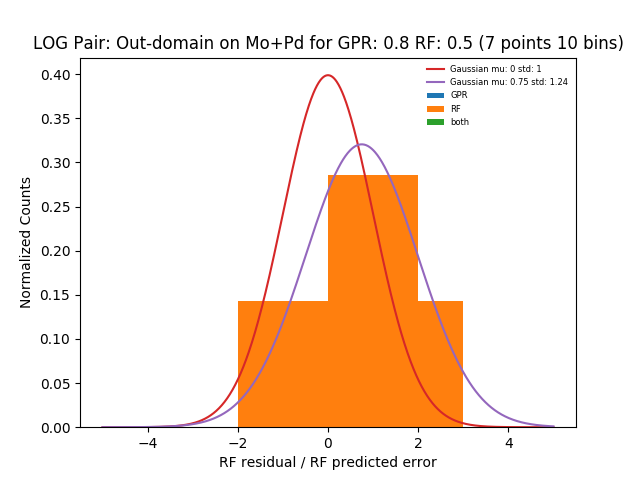 LOG Pair: Out-domain on Mo+Pd for GPR: 0.8 RF: 0.5 (7 points 10 bins)
Gaussian mu: 0 std: 1
Gaussian mu: 0.75 std: 1.24
GPR
RF
both
Normalized Counts
0.40
0.35
0.30
0.25
0.20
0.15
0.10
0.05
0.00
−4 −2 0 2 4
RF residual / RF predicted error